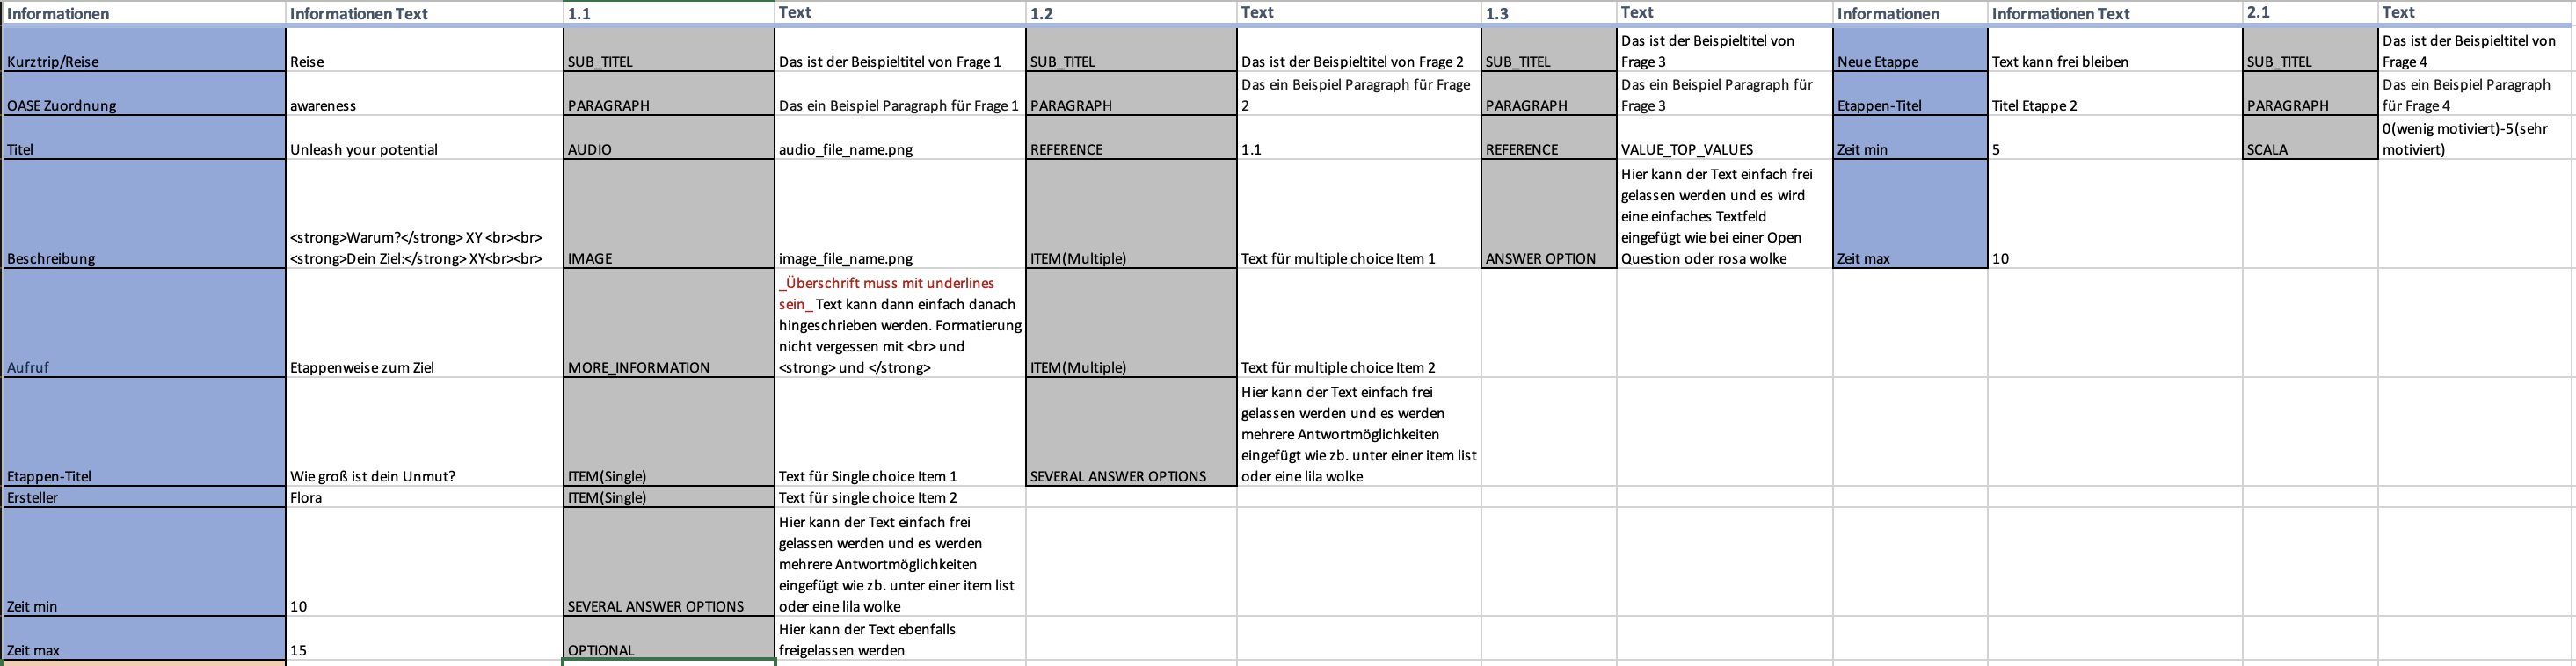 Informationen Informationen Text 1.1 Text 1.2 Text 1.3 Text Informationen Informationen Text 2.1 Text
Kurztrip/Reise Reise SUB_TITEL Das ist der Beispieltitel von Frage 1 SUB_TITEL Das ist der Beispieltitel von Frage 2 SUB_TITEL Das ist der Beispieltitel von
Frage 3 Neue Etappe Text kann frei bleiben SUB_TITEL Das ist der Beispieltitel von
Frage 4
OASE Zuordnung awareness PARAGRAPH Das ein Beispiel Paragraph für Frage 1 PARAGRAPH Das ein Beispiel Paragraph für Frage
2 PARAGRAPH Das ein Beispiel Paragraph für
Frage 3 Etappen-Titel Titel Etappe 2 PARAGRAPH Das ein Beispiel Paragraph
für Frage 4
Titel Unleash your potential AUDIO audio_file_name.png REFERENCE 1.1 REFERENCE VALUE_TOP_VALUES Zeit min 5 SCALA 0(wenig motiviert)-5(sehr
motiviert)
Beschreibung <strong>Warum?</strong> XY <br><br>
<strong>Dein Ziel:</strong> XY<br><br> IMAGE image_file_name.png ITEM(Multiple) Text für multiple choice Item 1 ANSWER OPTION Hier kann der Text einfach frei
gelassen werden und es wird
eine einfaches Textfeld
eingefügt wie bei einer Open
Question oder rosa wolke Zeit max 10
Aufruf Etappenweise zum Ziel MORE_INFORMATION _Überschrift muss mit underlines
sein_ Text kann dann einfach danach
hingeschrieben werden. Formatierung
nicht vergessen mit <br> und
<strong> und </strong> ITEM(Multiple) Text für multiple choice Item 2
Etappen-Titel Wie groß ist dein Unmut? ITEM(Single) Text für Single choice Item 1 SEVERAL ANSWER OPTIONS Hier kann der Text einfach frei
gelassen werden und es werden
mehrere Antwortmöglichkeiten
eingefügt wie zb. unter einer item list
oder eine lila wolke
Ersteller Flora ITEM(Single) Text für single choice Item 2
Zeit min 10 SEVERAL ANSWER OPTIONS Hier kann der Text einfach frei
gelassen werden und es werden
mehrere Antwortmöglichkeiten
eingefügt wie zb. unter einer item list
oder eine lila wolke
Zeit max 15 OPTIONAL Hier kann der Text ebenfalls
freigelassen werden